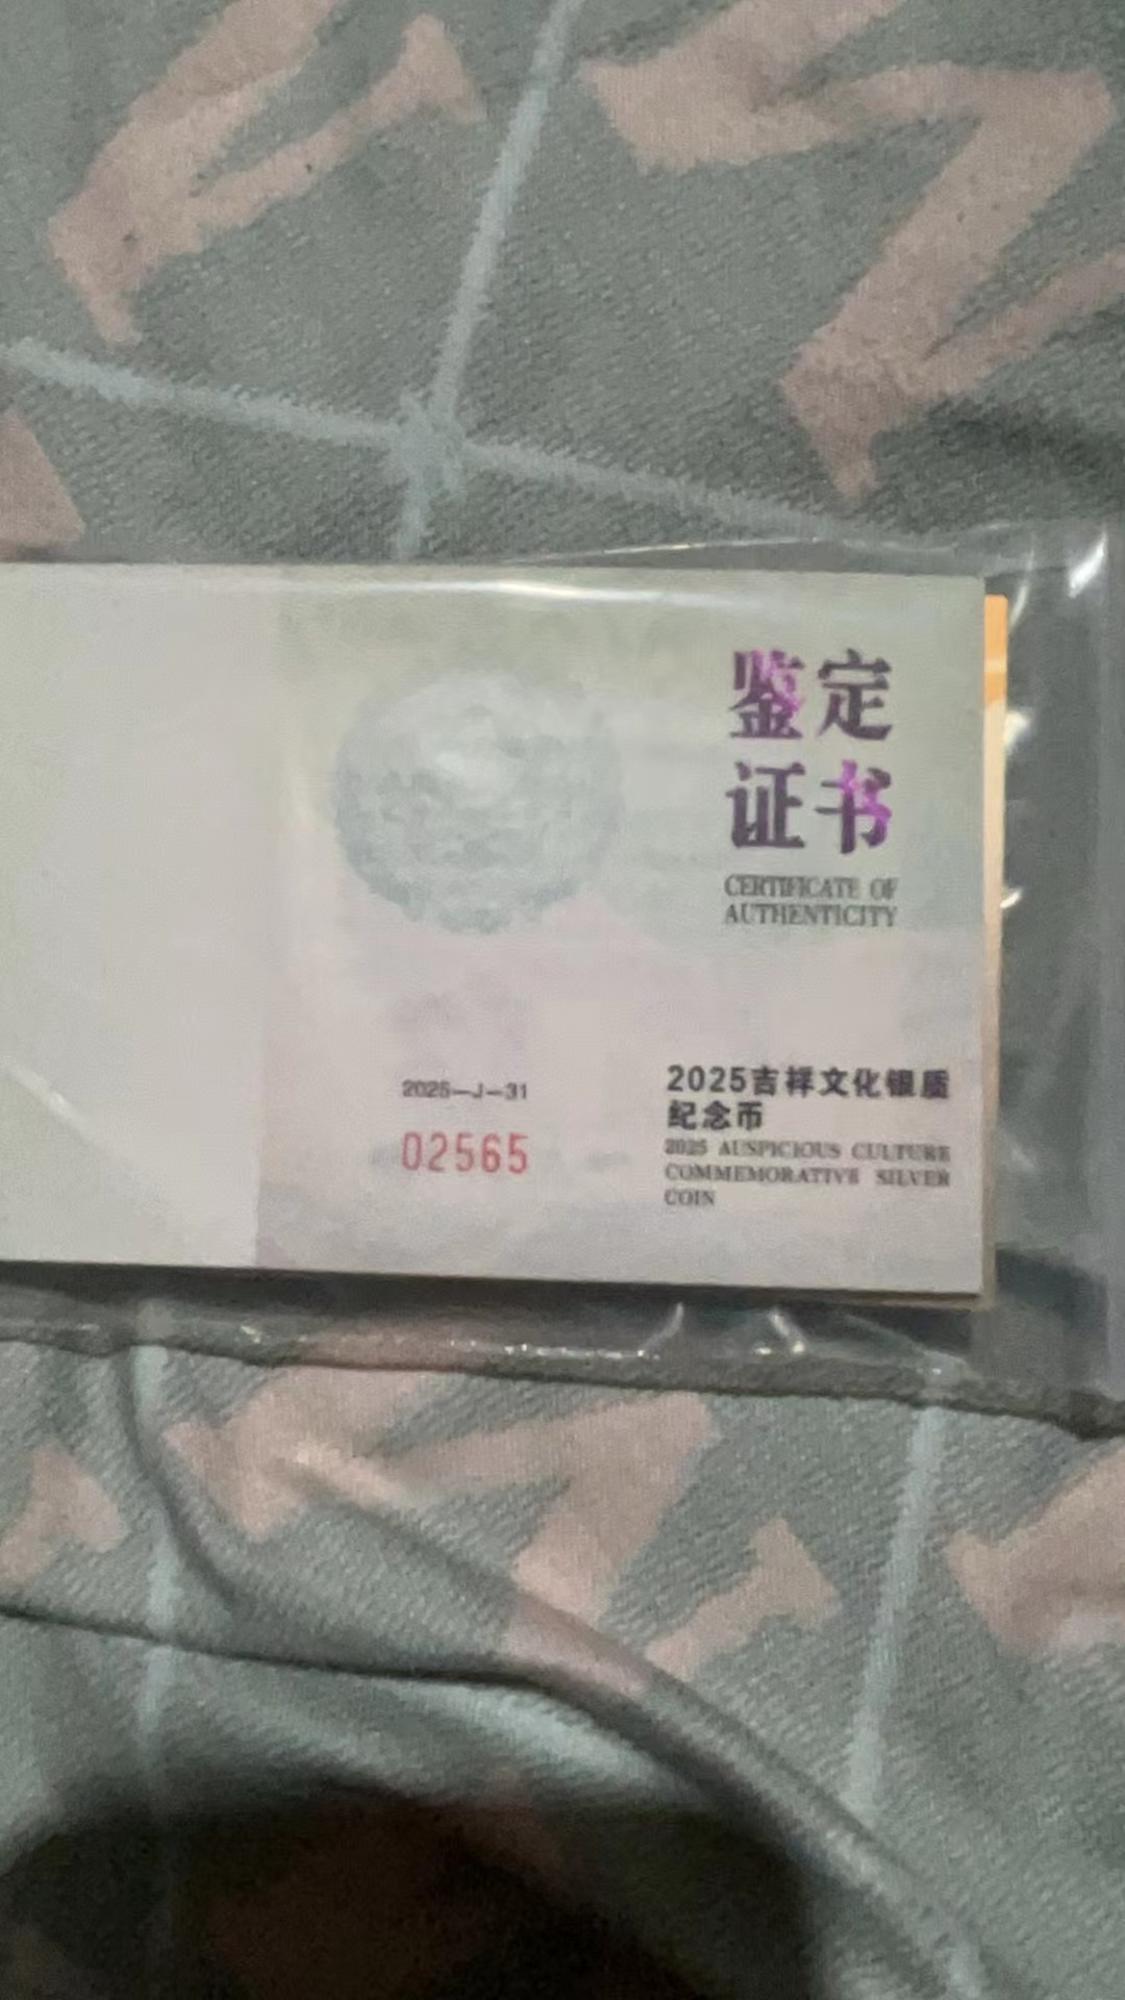 鉴定
证书
CERTIFICATE OF
AUTHENTICITY
2025—J—31
02565
2025吉祥文化银质
纪念币
2025 AUSPICIOUS CULTURE
COMMEMORATIVE SILVER
COIN